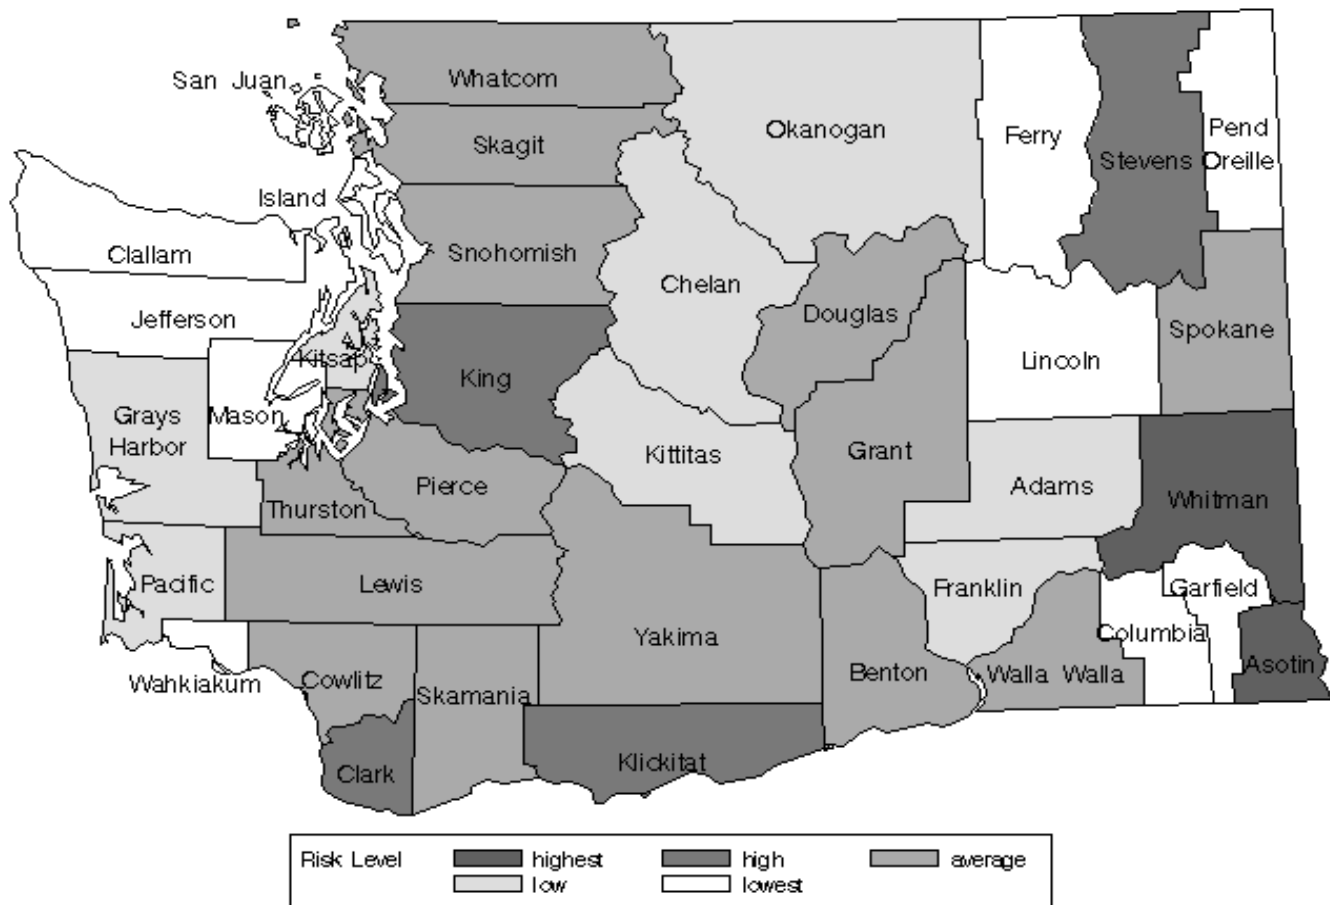 Whatcom
San Juan
Okanogan
Ferry
Pend
Oreille
Skagit
Stevens
Island
Clallam
Snohomish
Chelan
Jefferson
Douglas
Spokane
Kitsap
King
Lincoln
Grays
Harbor
Mason
Kittitas
Grant
Pierce
Adams
Whitman
Thurston
Pacific
Lewis
Franklin
Garfield
Yakima
Columbia
Wahkiakum
Cowlitz
Skamania
Benton
Walla Walla
Asotin
Clark
Klickitat
Risk Level highest high average
low lowest